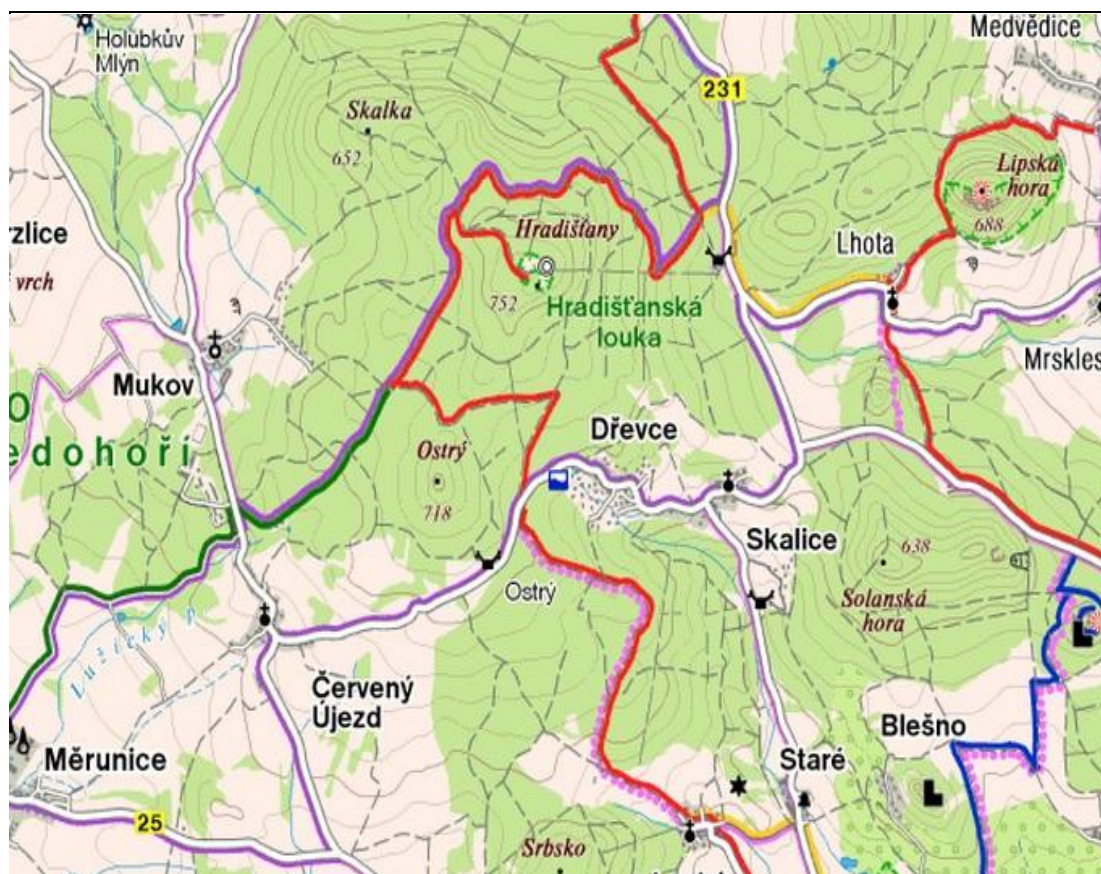 Holubkův
Mlýn
Medvědice
231
Skalka
652
Lipská
hora
688
Hradišťany
Lhota
752
Hradišťanská
louka
Mukov
Mrskles
Dřevce
Ostrý
718
Skalice
Ostrý
638
Solanská
hora
Lužický p.
Červený
Újezd
Blešno
Měrunice
Staré
25
Srbsko
vrch
zlice
edohoří
O